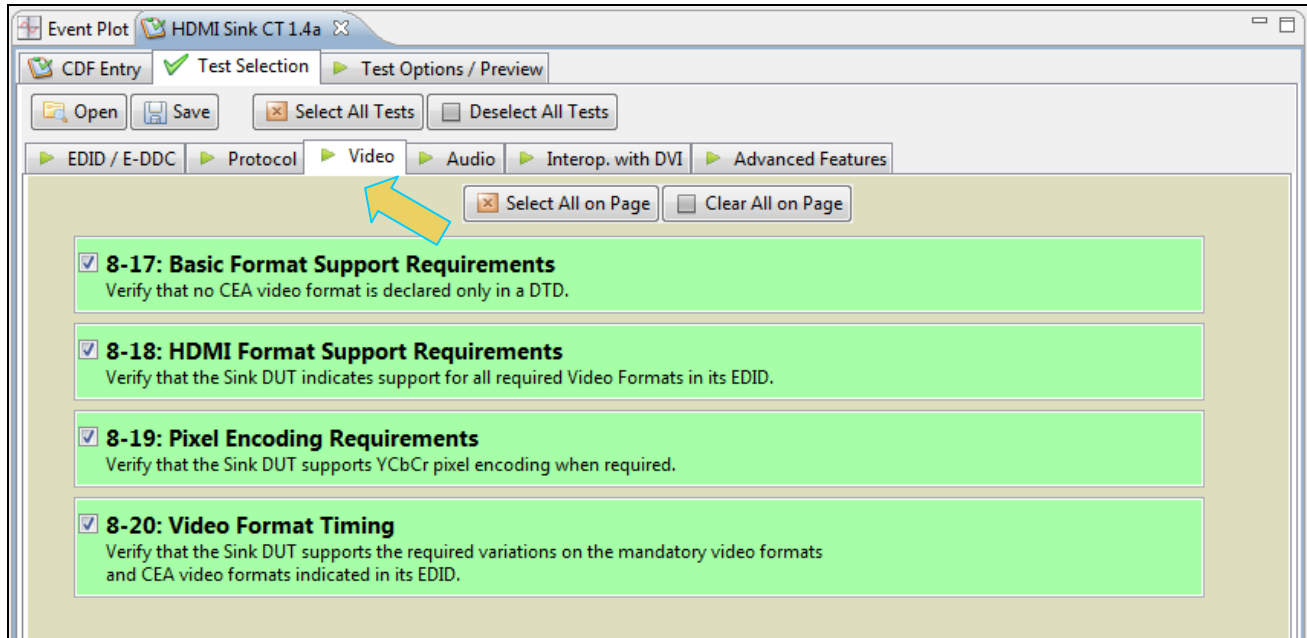 Event Plot HDMI Sink CT 1.4a
CDF Entry Test Selection Test Options / Preview
Open Save Select All Tests Deselect All Tests
EDID / E-DDC Protocol Video Audio Interop. with DVI Advanced Features
Select All on Page Clear All on Page
8-17: Basic Format Support Requirements
Verify that no CEA video format is declared only in a DTD.
8-18: HDMI Format Support Requirements
Verify that the Sink DUT indicates support for all required Video Formats in its EDID.
8-19: Pixel Encoding Requirements
Verify that the Sink DUT supports YCbCr pixel encoding when required.
8-20: Video Format Timing
Verify that the Sink DUT supports the required variations on the mandatory video formats
and CEA video formats indicated in its EDID.